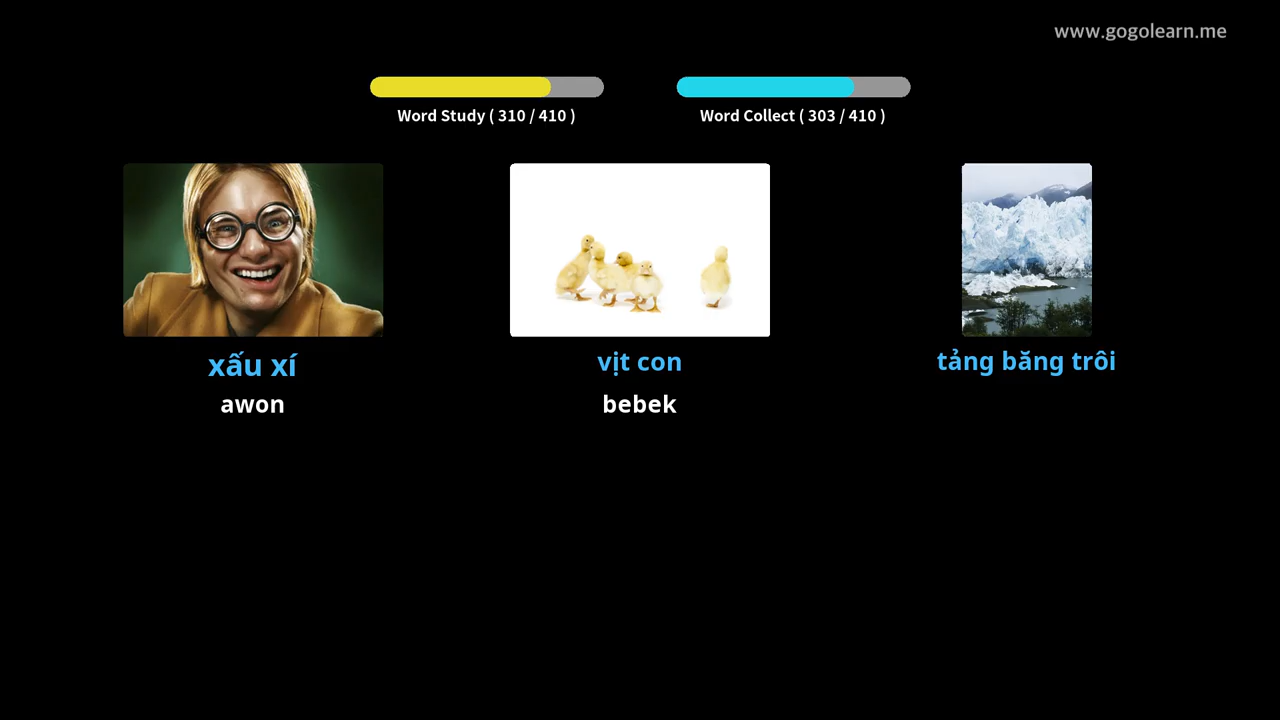 www.gogolearn.me
Word Study ( 310 / 410 )
Word Collect ( 303 / 410 )
xấu xí
awon
vịt con
bebek
tảng băng trôi